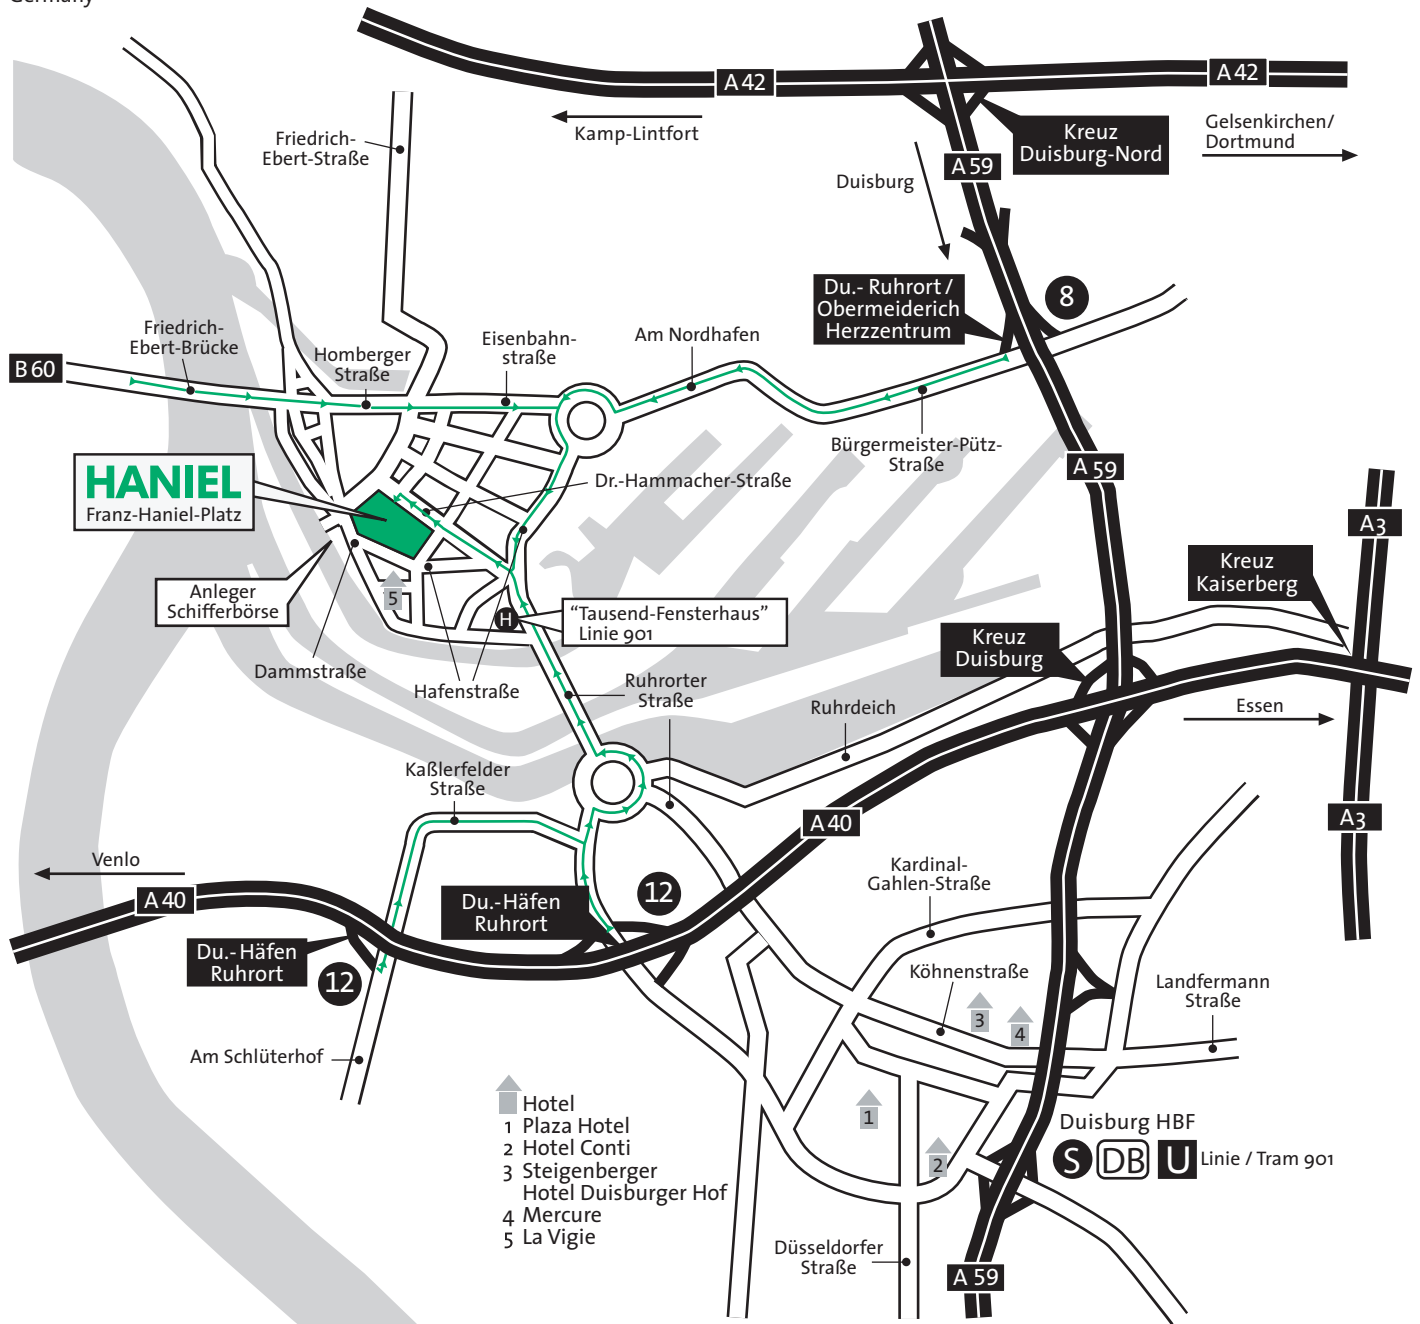 Germany
A 42
A 42
Kamp-Lintfort
Kreuz
Duisburg-Nord
Gelsenkirchen/
Dortmund
Friedrich-
Ebert-Straße
A 59
Duisburg
Du.- Ruhrort /
Obermeiderich
Herzzentrum
8
Friedrich-
Ebert-Brücke
Homberger
Straße
Eisenbahn-
straße
Am Nordhafen
B 60
Bürgermeister-Pütz-
Straße
A 59
HANIEL
Franz-Haniel-Platz
Dr.-Hammacher-Straße
A3
Kreuz
Kaiserberg
Anleger
Schifferbörse
5
H
"Tausend-Fensterhaus"
Linie 901
Kreuz
Duisburg
Dammstraße
Hafenstraße
Ruhrorter
Straße
Ruhrdeich
Essen
Kaßlerfelder
Straße
A 40
A3
Venlo
A 40
Du.-Häfen
Ruhrort
12
Kardinal-
Gahlen-Straße
Du.- Häfen
Ruhrort
12
Köhnenstraße
Landfermann
Straße
3
4
Am Schlüterhof
Hotel
1 Plaza Hotel
2 Hotel Conti
3 Steigenberger
Hotel Duisburger Hof
4 Mercure
5 La Vigie
1
2
Duisburg HBF
S DB U Linie / Tram 901
Düsseldorfer
Straße
A 59